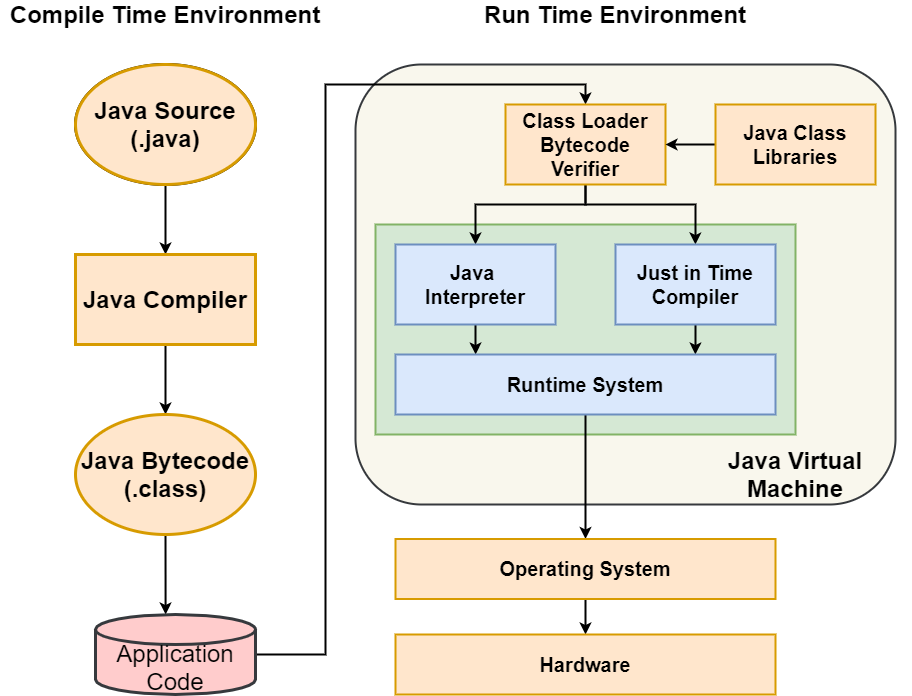 Compile Time Environment
Run Time Environment
Java Source
(.java)
Java Compiler
Java Bytecode
(.class)
Application
Code
Class Loader
Bytecode
Verifier
Java Class
Libraries
Java
Interpreter
Just in Time
Compiler
Runtime System
Java Virtual
Machine
Operating System
Hardware